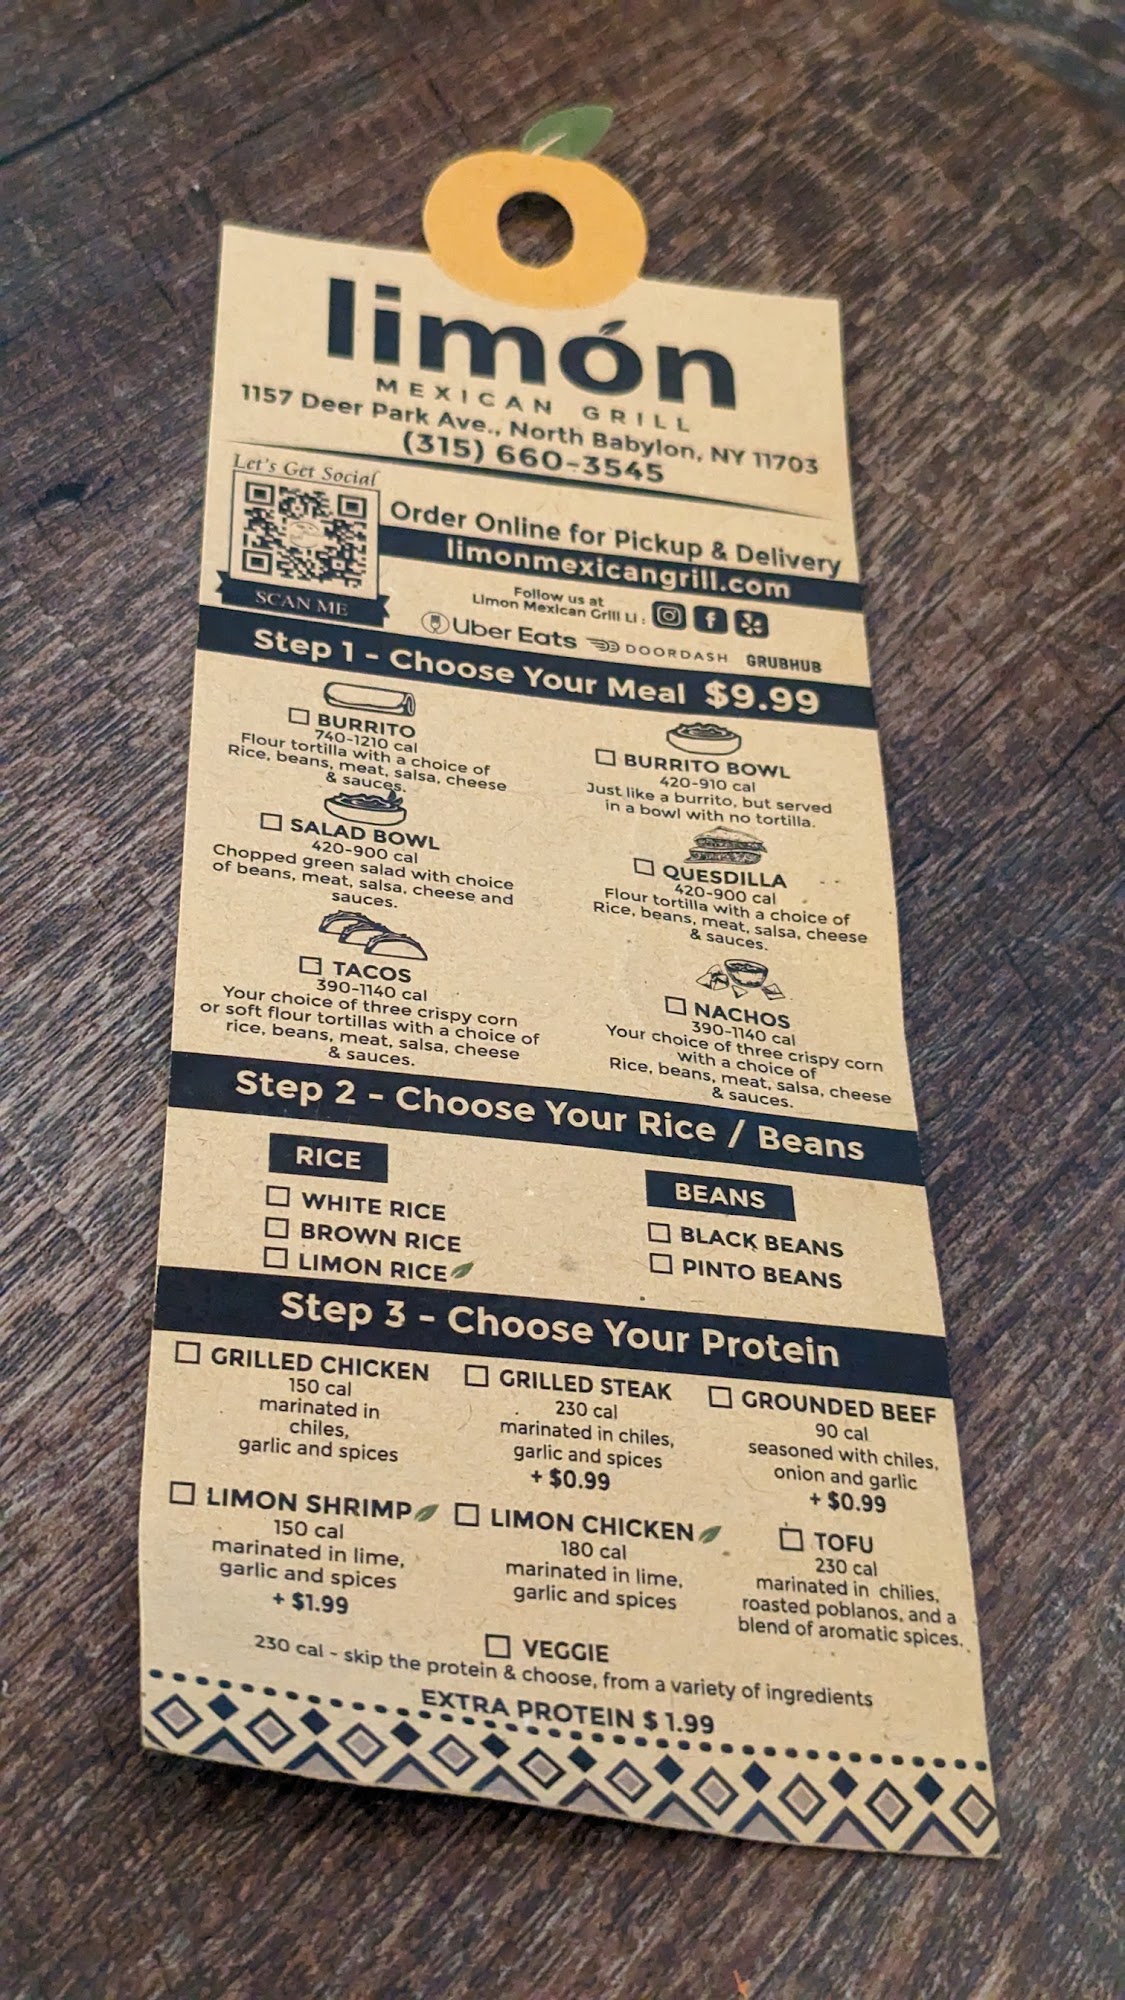 limón
MEXICAN GRILL
1157 Deer Park Ave., North Babylon, NY 11703
(315) 660-3545
Let's Get Social
SCAN ME
Order Online for Pickup & Delivery
limonmexicangrill.com
Follow us at
Limon Mexican Grill Li :
Uber Eats DOORDASH GRUBHUB
Step 1 - Choose Your Meal $9.99
BURRITO
740-1210 cal
Flour tortilla with a choice of
Rice, beans, meat, salsa, cheese
& sauces.
BURRITO BOWL
420-910 cal
Just like a burrito, but served
in a bowl with no tortilla.
SALAD BOWL
420-900 cal
Chopped green salad with choice
of beans, meat, salsa, cheese and
sauces.
QUESDILLA
420-900 cal
Flour tortilla with a choice of
Rice, beans, meat, salsa, cheese
& sauces.
TACOS
390-1140 cal
Your choice of three crispy corn
or soft flour tortillas with a choice of
rice, beans, meat, salsa, cheese
& sauces.
NACHOS
390-1140 cal
Your choice of three crispy corn
with a choice of
Rice, beans, meat, salsa, cheese
& sauces.
Step 2 - Choose Your Rice / Beans
RICE
WHITE RICE
BROWN RICE
LIMON RICE
BEANS
BLACK BEANS
PINTO BEANS
Step 3 - Choose Your Protein
GRILLED CHICKEN
150 cal
marinated in
chiles,
garlic and spices
GRILLED STEAK
230 cal
marinated in chiles,
garlic and spices
+ $0.99
GROUNDED BEEF
90 cal
seasoned with chiles,
onion and garlic
+ $0.99
LIMON SHRIMP
150 cal
marinated in lime,
garlic and spices
+ $1.99
LIMON CHICKEN
180 cal
marinated in lime,
garlic and spices
TOFU
230 cal
marinated in chilies,
roasted poblanos, and a
blend of aromatic spices.
VEGGIE
230 cal - skip the protein & choose, from a variety of ingredients
EXTRA PROTEIN $ 1.99